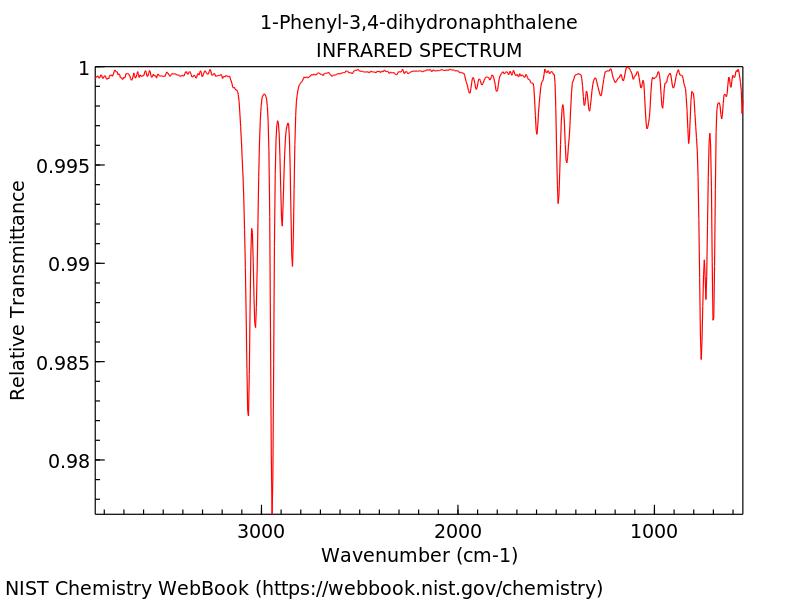 1-Phenyl-3,4-dihydronaphthalene
INFRARED SPECTRUM
1
0.995
0.99
0.985
0.98
Relative Transmittance
3000 2000 1000
Wavenumber (cm-1)
NIST Chemistry WebBook (https://webbook.nist.gov/chemistry)